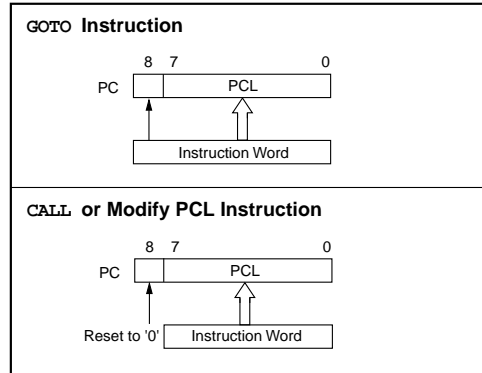 GOTO Instruction
8 7 0
PC PCL
Instruction Word
CALL or Modify PCL Instruction
8 7 0
PC PCL
Reset to '0' Instruction Word